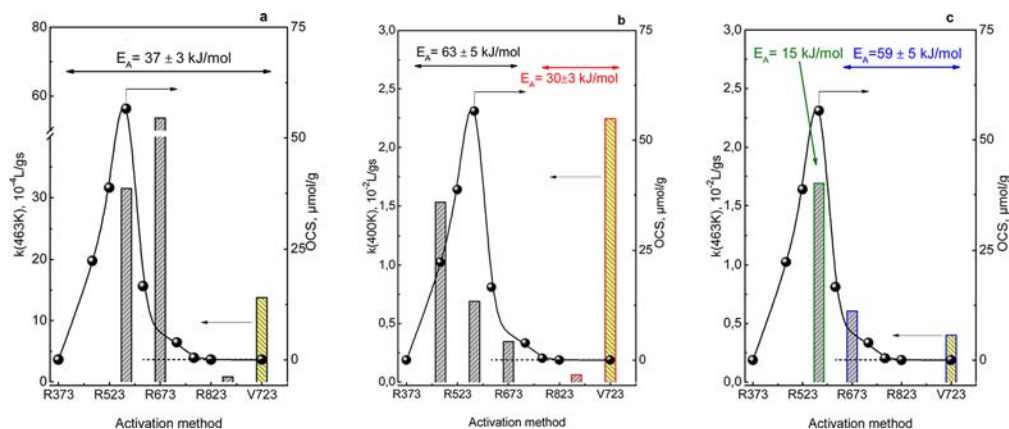 a
E_A= 37 ± 3 kJ/mol
k(463K), 10⁻⁴L/gs
80
60
30
20
10
0
75
50
25
0
OCS, μmol/g
R373
R523
R673
R823
V723
Activation method
b
E_A= 63 ± 5 kJ/mol
E_A= 30±3 kJ/mol
k(400K), 10⁻²L/gs
3,0
2,5
2,0
1,5
1,0
0,5
0,0
75
50
25
0
OCS, μmol/g
R373
R523
R673
R823
V723
Activation method
c
E_A= 15 kJ/mol
E_A=59 ± 5 kJ/mol
k(463K), 10⁻²L/gs
3,0
2,5
2,0
1,5
1,0
0,5
0,0
75
50
25
0
OCS, μmol/g
R373
R523
R673
R823
V723
Activation method